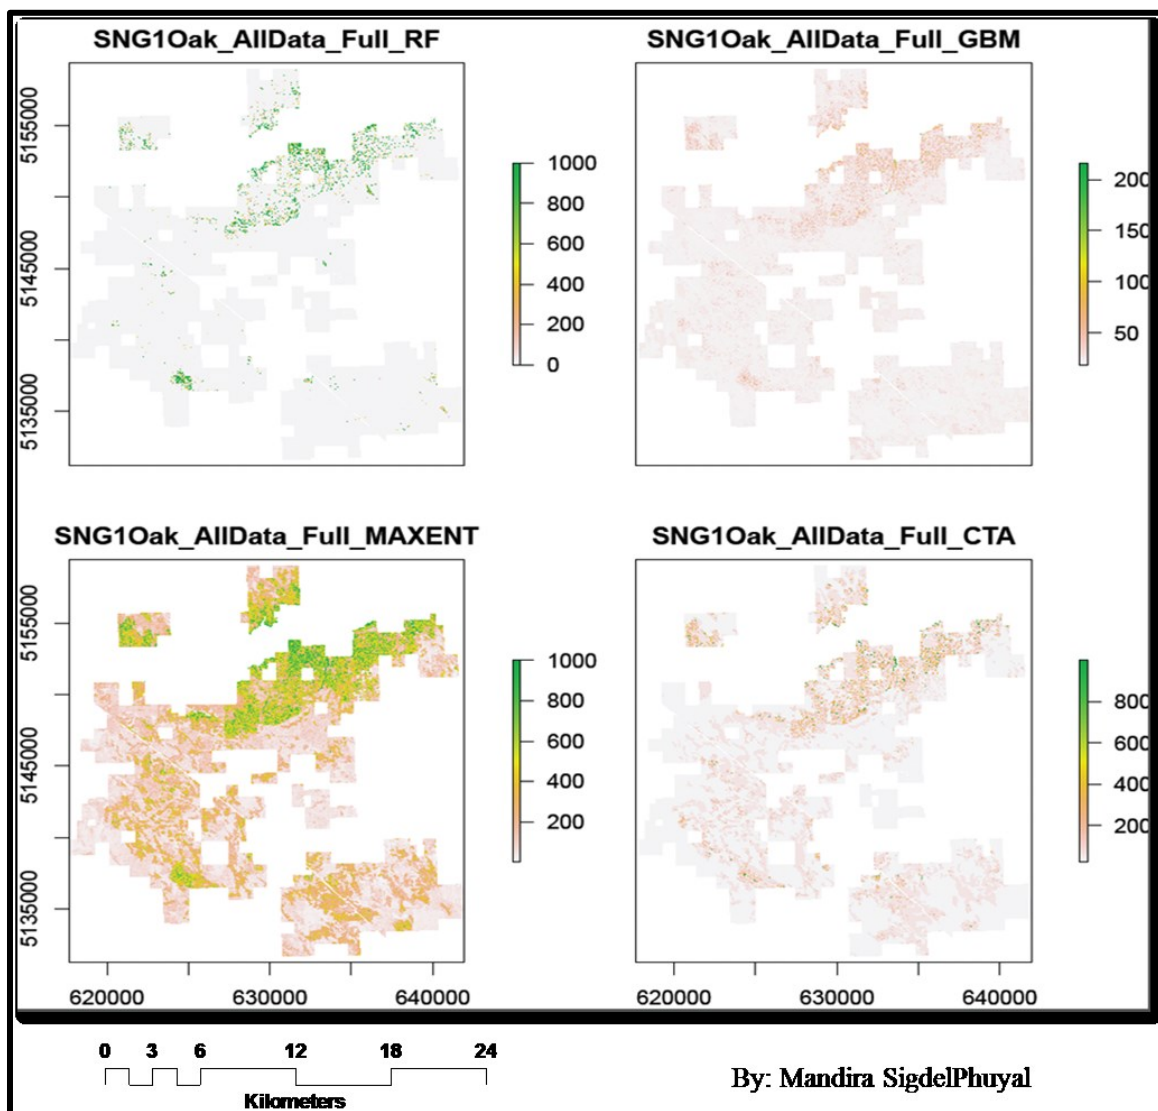 SNG1Oak_AllData_Full_RF
SNG1Oak_AllData_Full_GBM
5155000
5145000
5135000
1000
800
600
400
200
0
200
150
100
50
SNG1Oak_AllData_Full_MAXENT
SNG1Oak_AllData_Full_CTA
5155000
5145000
5135000
1000
800
600
400
200
800
600
400
200
620000 630000 640000
620000 630000 640000
0 3 6 12 18 24
Kilometers
By: Mandira SigdelPhuyal